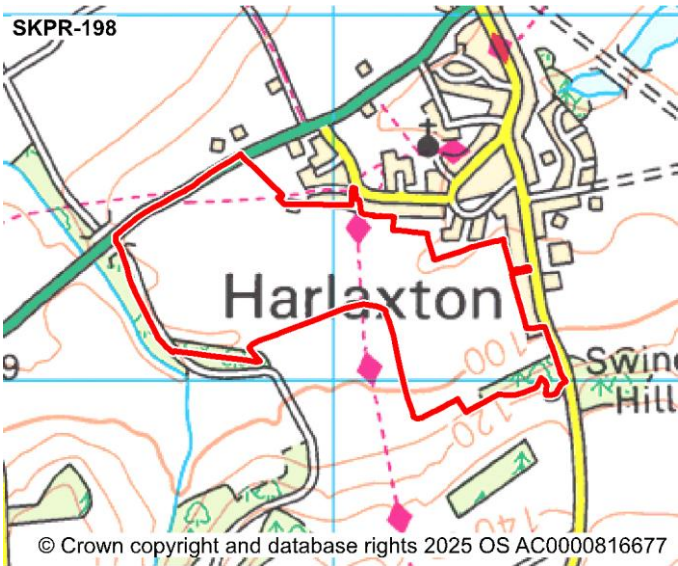 SKPR-198
Harlaxton
100
9
Swine
Hill
120
140
© Crown copyright and database rights 2025 OS AC0000816677